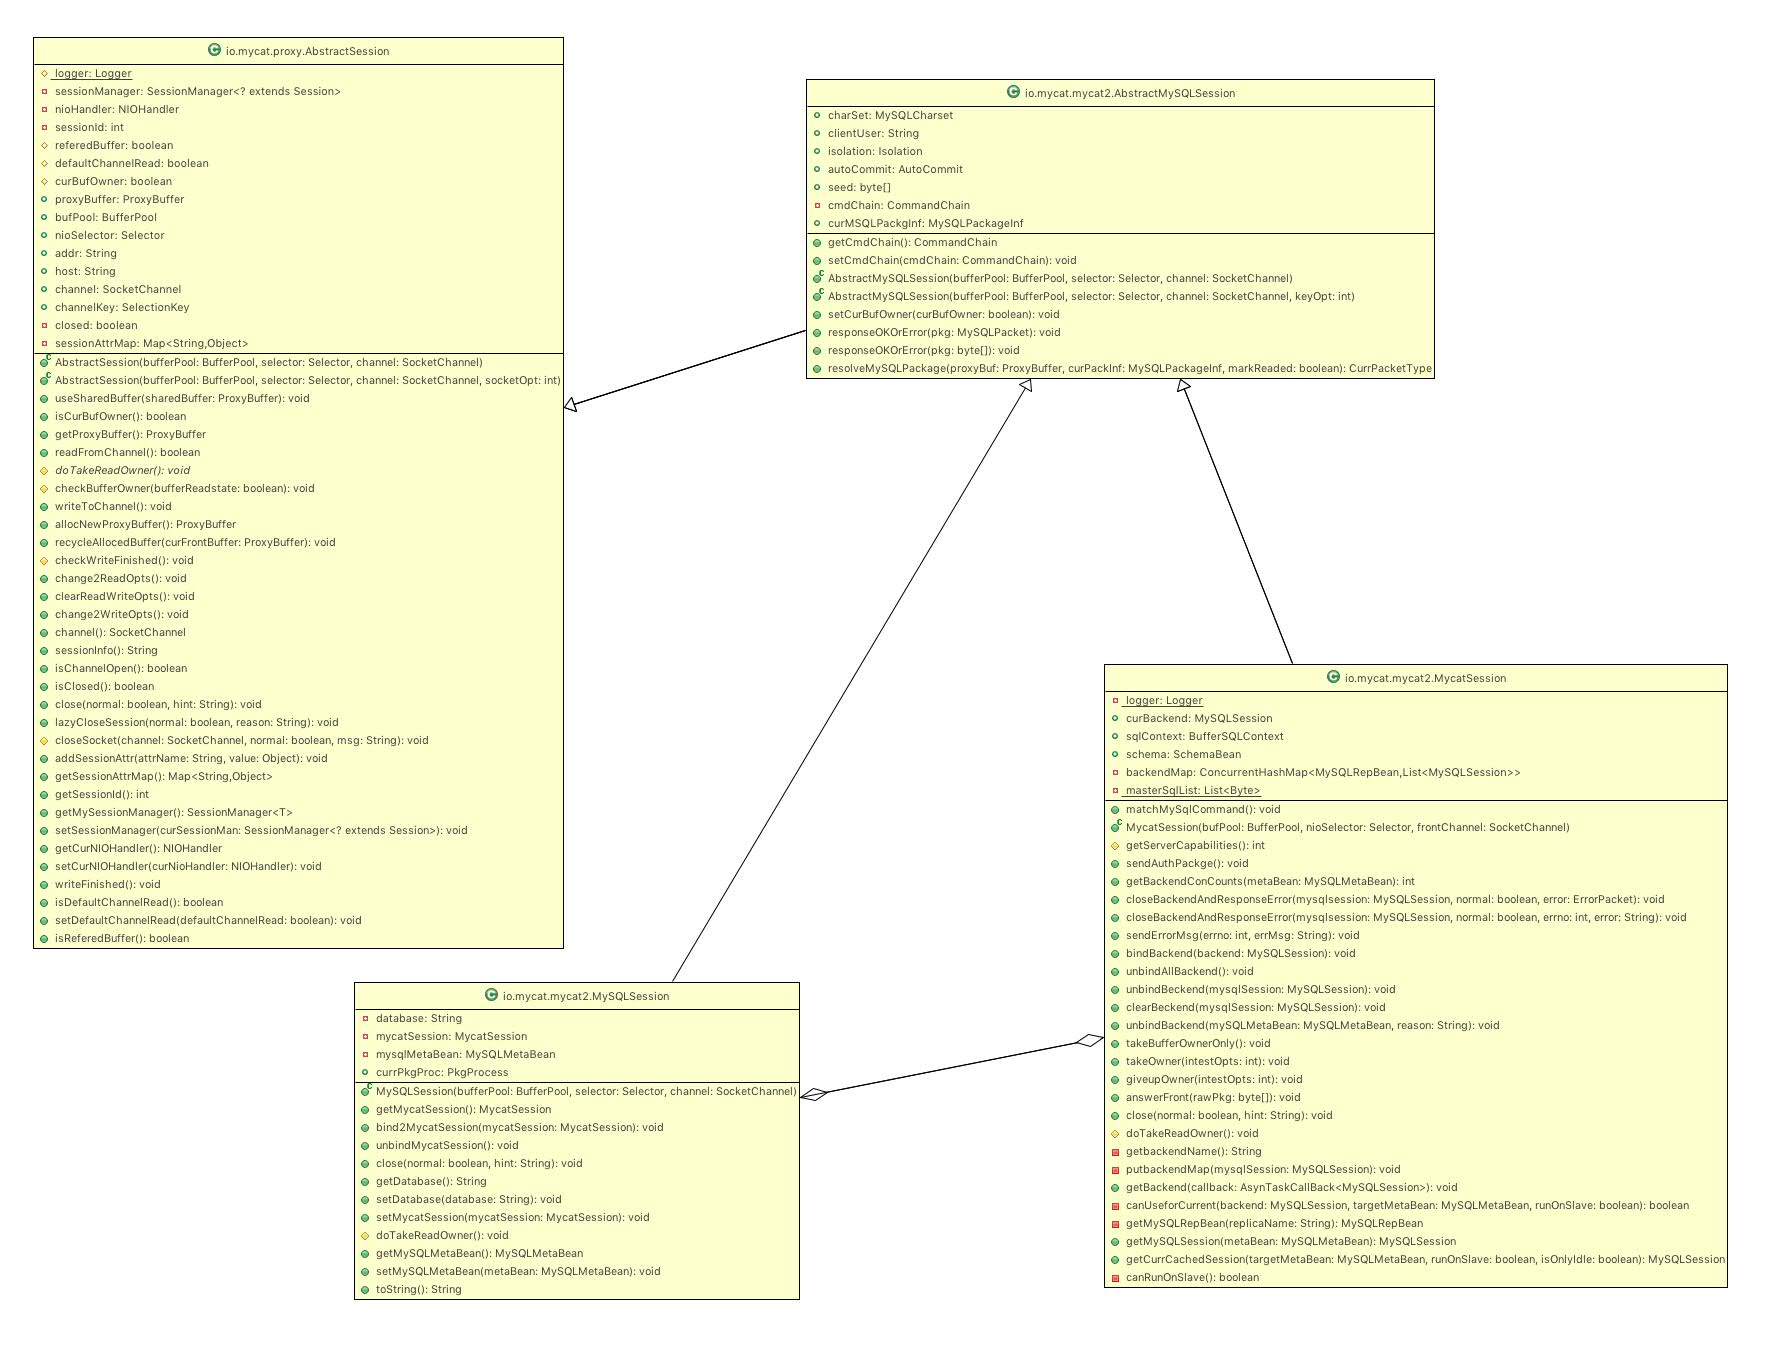 io.mycat.proxy.AbstractSession
logger: Logger
sessionManager: SessionManager<? extends Session>
nioHandler: NIOHandler
sessionId: int
referedBuffer: boolean
defaultChannelRead: boolean
curBufOwner: boolean
proxyBuffer: ProxyBuffer
bufPool: BufferPool
nioSelector: Selector
addr: String
host: String
channel: SocketChannel
channelKey: SelectionKey
closed: boolean
sessionAttrMap: Map<String,Object>
AbstractSession(bufferPool: BufferPool, selector: Selector, channel: SocketChannel)
AbstractSession(bufferPool: BufferPool, selector: Selector, channel: SocketChannel, socketOpt: int)
useSharedBuffer(sharedBuffer: ProxyBuffer): void
isCurBufOwner(): boolean
getProxyBuffer(): ProxyBuffer
readFromChannel(): boolean
doTakeReadOwner(): void
checkBufferOwner(bufferReadstate: boolean): void
writeToChannel(): void
allocNewProxyBuffer(): ProxyBuffer
recycleAllocedBuffer(curFrontBuffer: ProxyBuffer): void
checkWriteFinished(): void
change2ReadOpts(): void
clearReadWriteOpts(): void
change2WriteOpts(): void
channel(): SocketChannel
sessionInfo(): String
isChannelOpen(): boolean
isClosed(): boolean
close(normal: boolean, hint: String): void
lazyCloseSession(normal: boolean, reason: String): void
closeSocket(channel: SocketChannel, normal: boolean, msg: String): void
addSessionAttr(attrName: String, value: Object): void
getSessionAttrMap(): Map<String,Object>
getSessionId(): int
getMySessionManager(): SessionManager<T>
setSessionManager(curSessionMan: SessionManager<? extends Session>): void
getCurNIOHandler(): NIOHandler
setCurNIOHandler(curNioHandler: NIOHandler): void
writeFinished(): void
isDefaultChannelRead(): boolean
setDefaultChannelRead(defaultChannelRead: boolean): void
isReferedBuffer(): boolean
io.mycat.mycat2.AbstractMySQLSession
charSet: MySQLCharset
clientUser: String
isolation: Isolation
autoCommit: AutoCommit
seed: byte[]
cmdChain: CommandChain
curMSQLPackgInf: MySQLPackageInf
getCmdChain(): CommandChain
setCmdChain(cmdChain: CommandChain): void
AbstractMySQLSession(bufferPool: BufferPool, selector: Selector, channel: SocketChannel)
AbstractMySQLSession(bufferPool: BufferPool, selector: Selector, channel: SocketChannel, keyOpt: int)
setCurBufOwner(curBufOwner: boolean): void
responseOKOrError(pkg: MySQLPacket): void
responseOKOrError(pkg: byte[]): void
resolveMySQLPackage(proxyBuf: ProxyBuffer, curPackInf: MySQLPackageInf, markReaded: boolean): CurrPacketType
io.mycat.mycat2.MycatSession
logger: Logger
curBackend: MySQLSession
sqlContext: BufferSQLContext
schema: SchemaBean
backendMap: ConcurrentHashMap<MySQLRepBean,List<MySQLSession>>
masterSqlList: List<Byte>
matchMySqlCommand(): void
MycatSession(bufPool: BufferPool, nioSelector: Selector, frontChannel: SocketChannel)
getServerCapabilities(): int
sendAuthPackge(): void
getBackendConCounts(metaBean: MySQLMetaBean): int
closeBackendAndResponseError(mysqlsession: MySQLSession, normal: boolean, error: ErrorPacket): void
closeBackendAndResponseError(mysqlsession: MySQLSession, normal: boolean, errno: int, error: String): void
sendErrorMsg(errno: int, errMsg: String): void
bindBackend(backend: MySQLSession): void
unbindAllBackend(): void
unbindBeckend(mysqlSession: MySQLSession): void
clearBeckend(mysqlSession: MySQLSession): void
unbindBackend(mySQLMetaBean: MySQLMetaBean, reason: String): void
takeBufferOwnerOnly(): void
takeOwner(intestOpts: int): void
giveupOwner(intestOpts: int): void
answerFront(rawPkg: byte[]): void
close(normal: boolean, hint: String): void
doTakeReadOwner(): void
getbackendName(): String
putbackendMap(mysqlSession: MySQLSession): void
getBackend(callback: AsynTaskCallBack<MySQLSession>): void
canUseforCurrent(backend: MySQLSession, targetMetaBean: MySQLMetaBean, runOnSlave: boolean): boolean
getMySQLRepBean(replicaName: String): MySQLRepBean
getMySQLSession(metaBean: MySQLMetaBean): MySQLSession
getCurrCachedSession(targetMetaBean: MySQLMetaBean, runOnSlave: boolean, isOnlyIdle: boolean): MySQLSession
canRunOnSlave(): boolean
io.mycat.mycat2.MySQLSession
database: String
mycatSession: MycatSession
mysqlMetaBean: MySQLMetaBean
currPkgProc: PkgProcess
MySQLSession(bufferPool: BufferPool, selector: Selector, channel: SocketChannel)
getMycatSession(): MycatSession
bind2MycatSession(mycatSession: MycatSession): void
unbindMycatSession(): void
close(normal: boolean, hint: String): void
getDatabase(): String
setDatabase(database: String): void
setMycatSession(mycatSession: MycatSession): void
doTakeReadOwner(): void
getMySQLMetaBean(): MySQLMetaBean
setMySQLMetaBean(metaBean: MySQLMetaBean): void
toString(): String